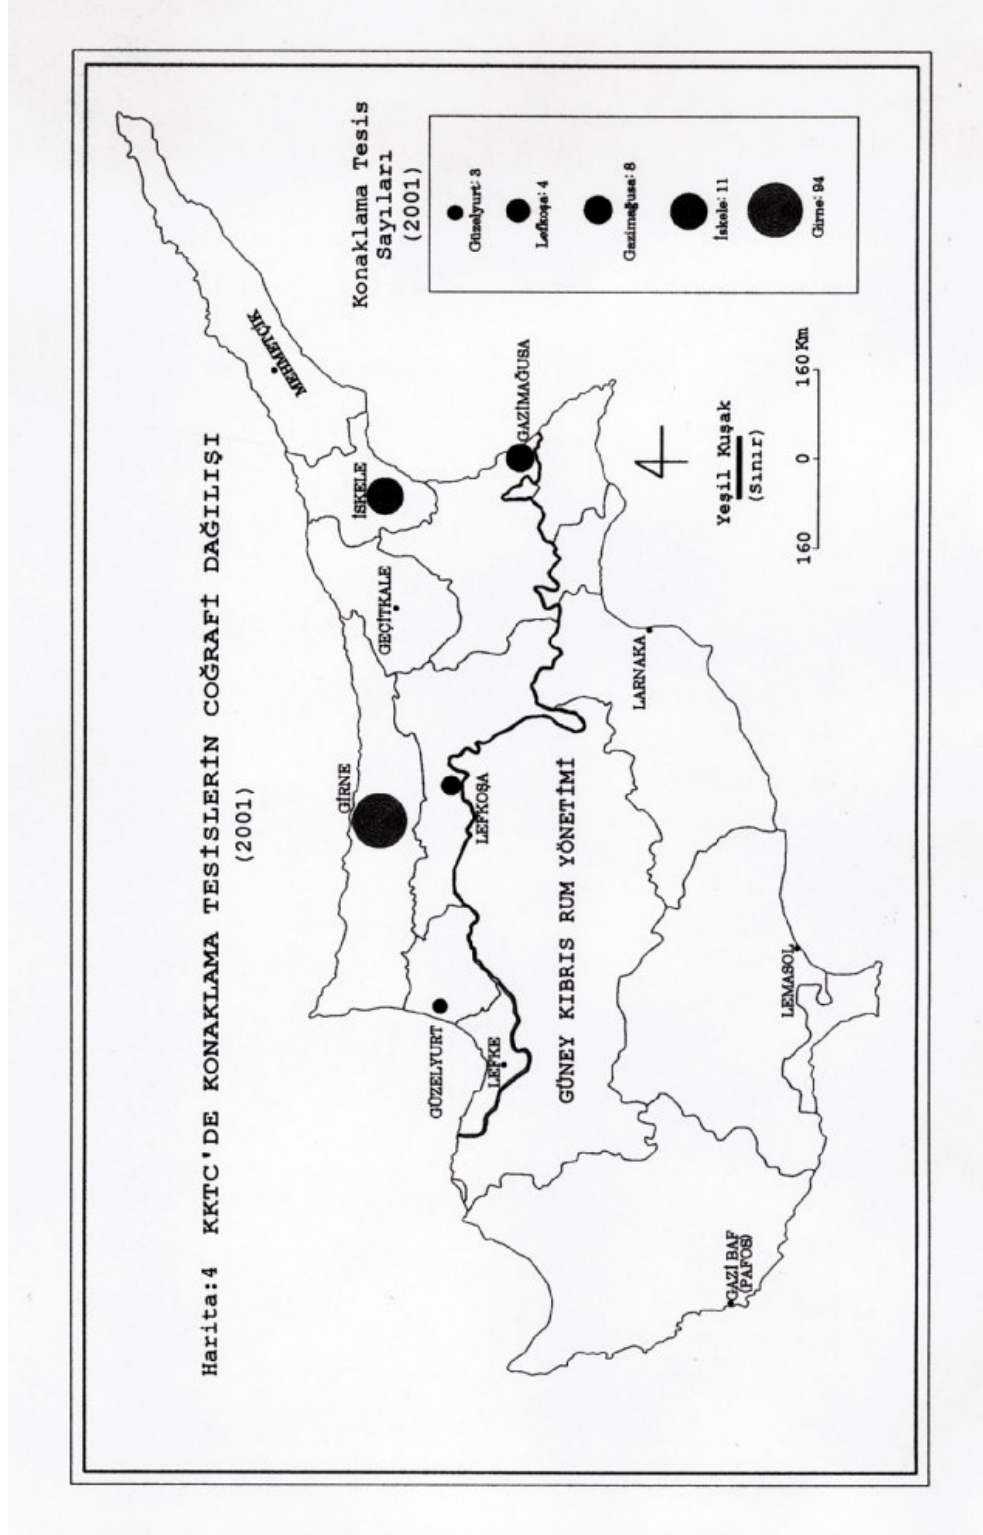 Harita:4 KKTC'DE KONAKLAMA TESİSLERİN COĞRAFİ DAĞILIŞI
(2001)
Konaklama Tesis
Sayıları
(2001)
Güzelyurt: 3
Lefkoşa: 4
Gazimağusa: 8
İskele: 11
Girne: 94
MEHMETÇİK
İSKELE
GAZİMAĞUSA
GEÇİTKALE
GİRNE
LEFKOŞA
GÜZELYURT
LEFKE
LARNAKA
GÜNEY KIBRIS RUM YÖNETİMİ
LEMASOL
GAZİ BAF
(PAFOS)
Yeşil Kuşak
(Sınır)
160 0 160 Km